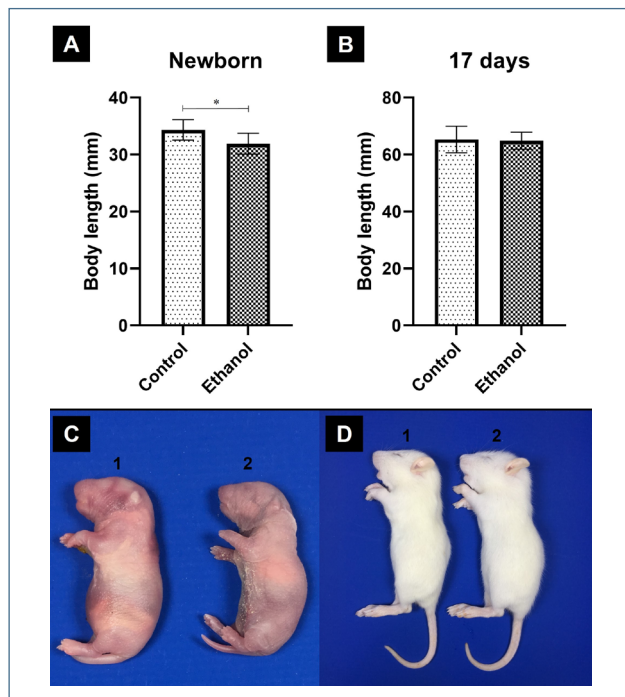 A
Newborn
*
Body length (mm)
40
30
20
10
0
Control
Ethanol
B
17 days
Body length (mm)
80
60
40
20
0
Control
Ethanol
C
1
2
D
1
2